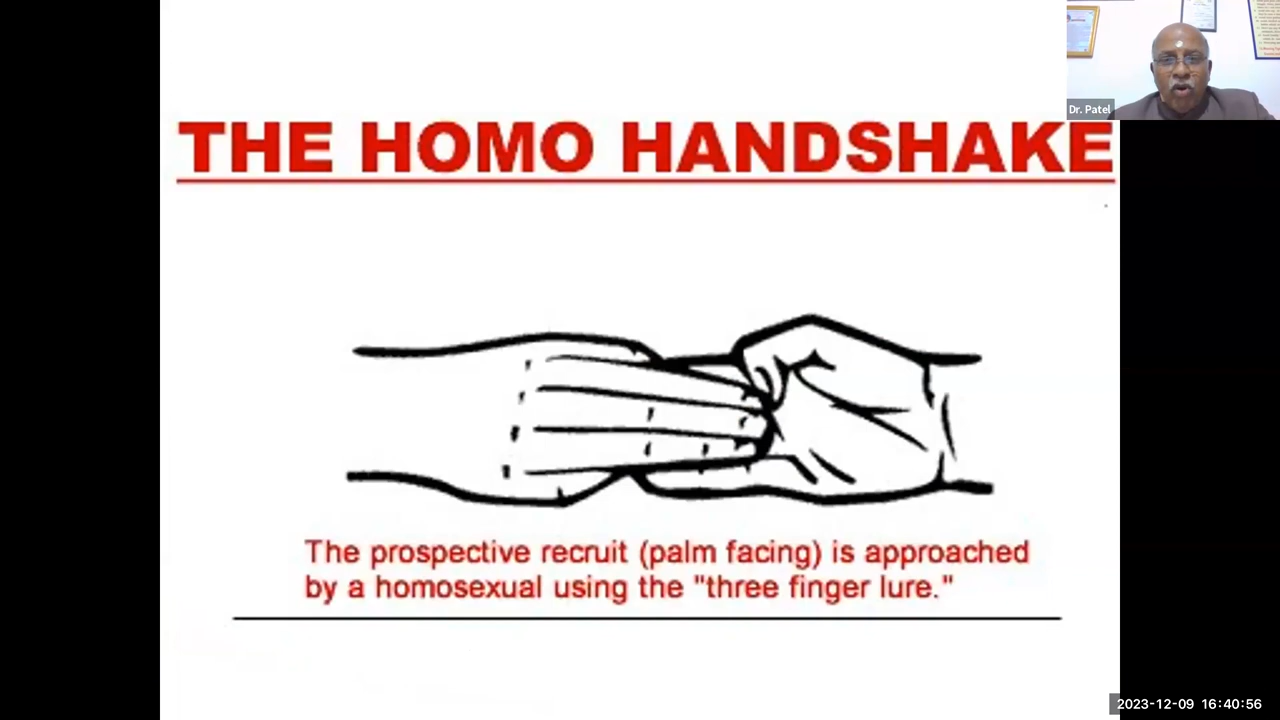 Dr. Patel
THE HOMO HANDSHAKE
The prospective recruit (palm facing) is approached
by a homosexual using the "three finger lure."
2023-12-09 16:40:56